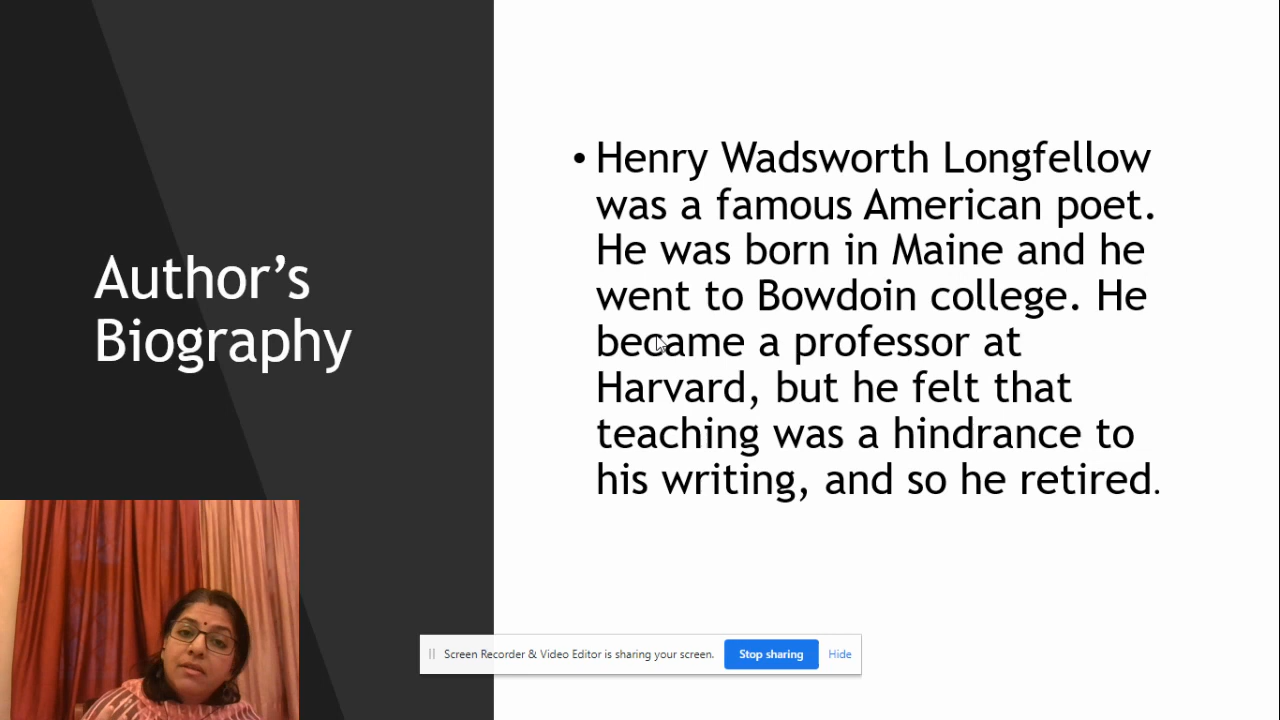 Author’s
Biography
• Henry Wadsworth Longfellow
was a famous American poet.
He was born in Maine and he
went to Bowdoin college. He
became a professor at
Harvard, but he felt that
teaching was a hindrance to
his writing, and so he retired.
Screen Recorder & Video Editor is sharing your screen. Stop sharing Hide